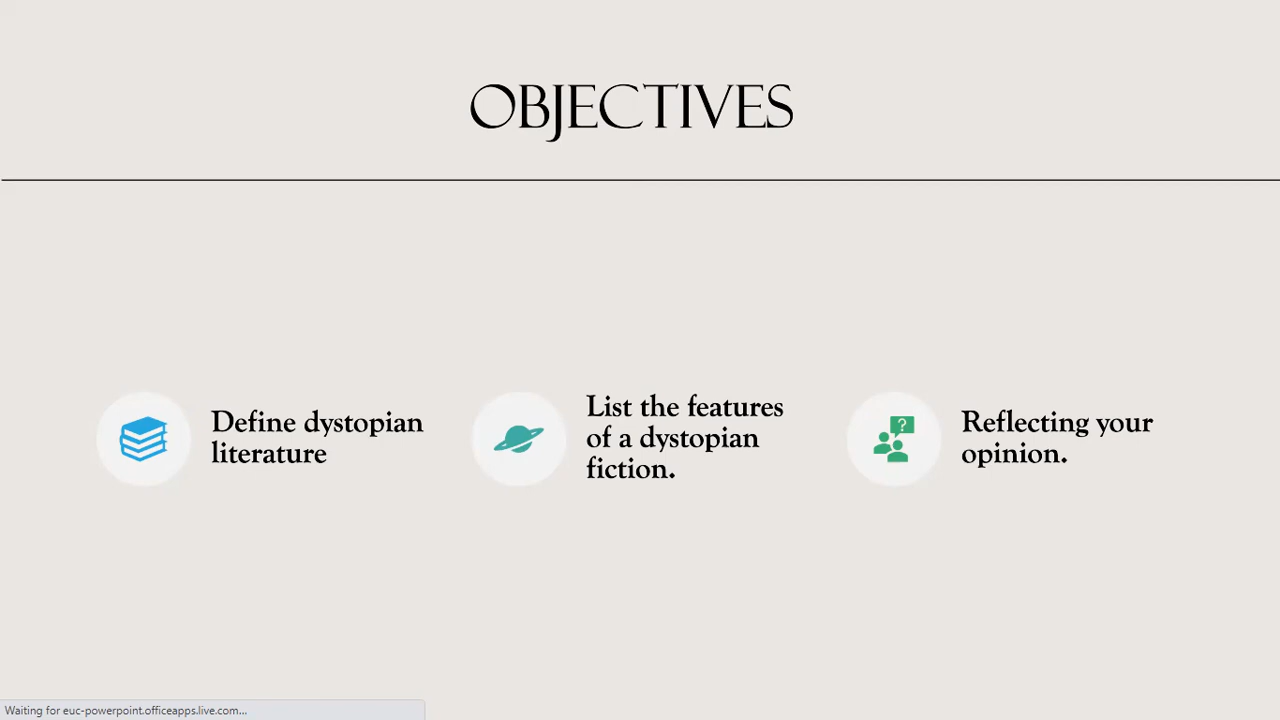 OBJECTIVES
Define dystopian
literature
List the features
of a dystopian
fiction.
?
Reflecting your
opinion.
Waiting for euc-powerpoint.officeapps.live.com...